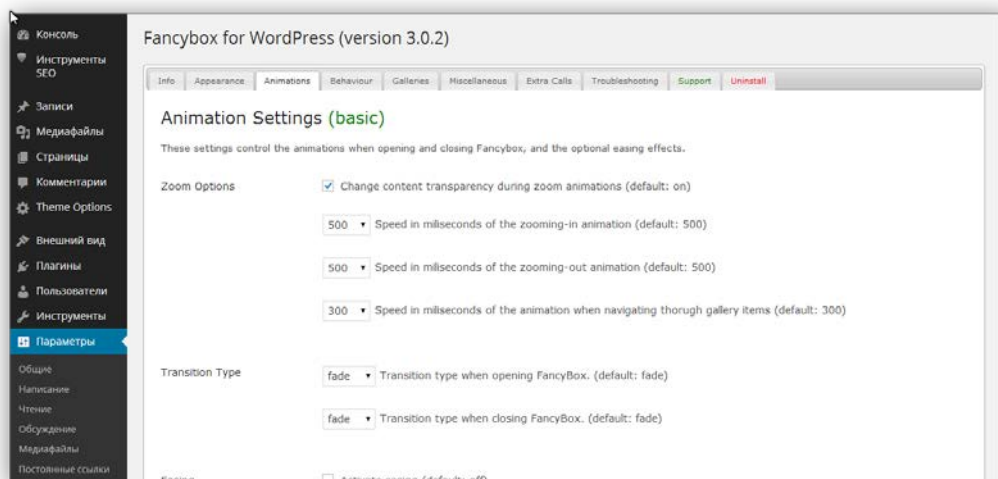 Консоль
Инструменты
SEO
Записи
Медиафайлы
Страницы
Комментарии
Theme Options
Внешний вид
Плагины
Пользователи
Инструменты
Параметры
Общие
Написание
Чтение
Обсуждение
Медиафайлы
Постоянные ссылки
Fancybox for WordPress (version 3.0.2)
Info Appearance Animations Behaviour Galleries Miscellaneous Extra Calls Troubleshooting Support Uninstall
Animation Settings (basic)
These settings control the animations when opening and closing Fancybox, and the optional easing effects.
Zoom Options
Change content transparency during zoom animations (default: on)
500 Speed in miliseconds of the zooming-in animation (default: 500)
500 Speed in miliseconds of the zooming-out animation (default: 500)
300 Speed in miliseconds of the animation when navigating thorugh gallery items (default: 300)
Transition Type
fade Transition type when opening FancyBox. (default: fade)
fade Transition type when closing FancyBox. (default: fade)
Easing
Activate easing (default: off)